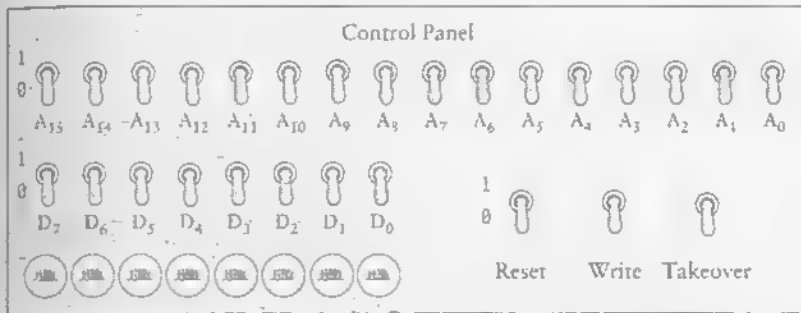 Control Panel
1
0
A15 A14 A13 A12 A11 A10 A9 A8 A7 A6 A5 A4 A3 A2 A1 A0
1
0
D7 D6 D5 D4 D3 D2 D1 D0
1
0
Reset Write Takeover